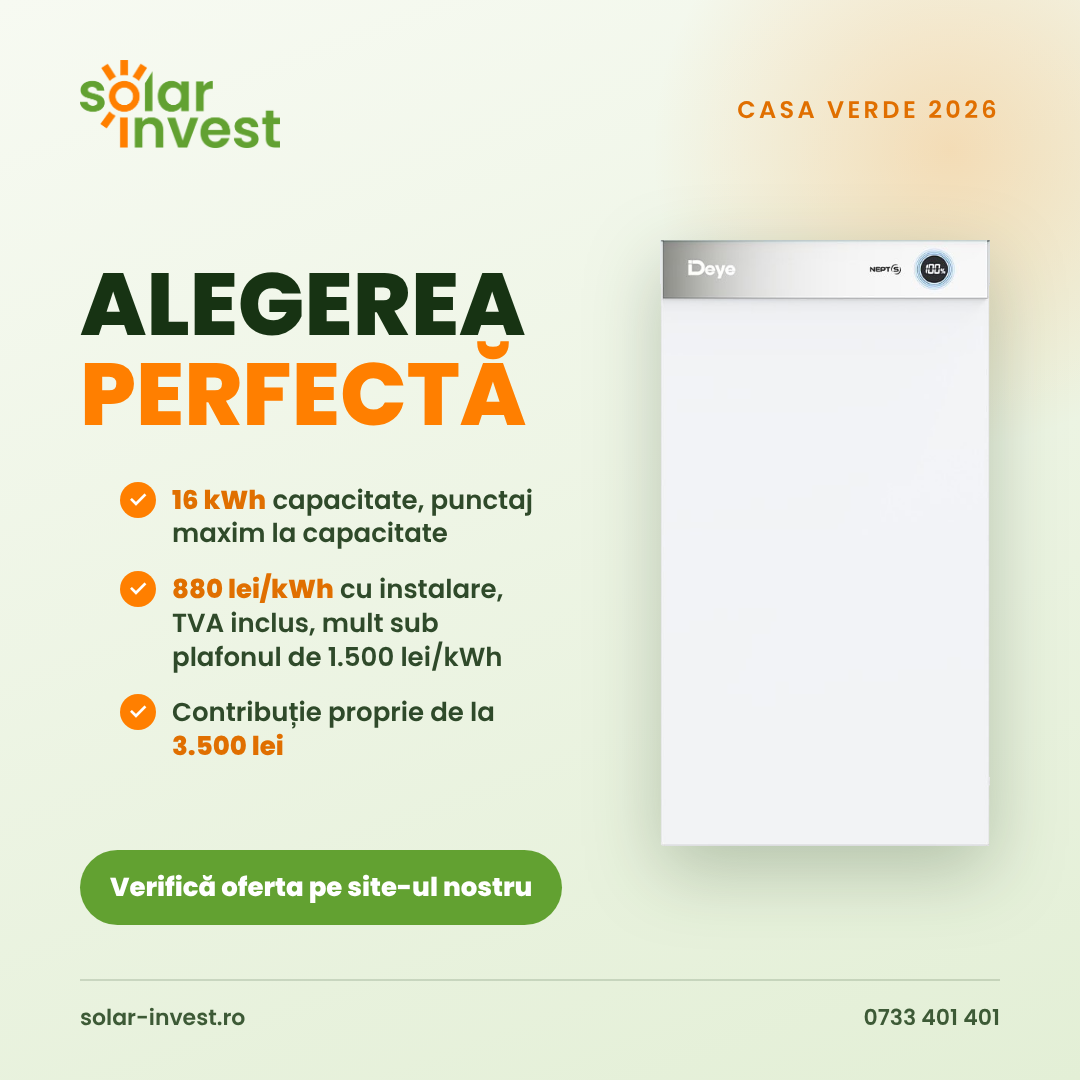 solar
invest
CASA VERDE 2026
ALEGEREA
PERFECTĂ
Deye
NEPTS
100%
16 kWh capacitate, punctaj
maxim la capacitate
880 lei/kWh cu instalare,
TVA inclus, mult sub
plafonul de 1.500 lei/kWh
Contribuție proprie de la
3.500 lei
Verifică oferta pe site-ul nostru
solar-invest.ro
0733 401 401